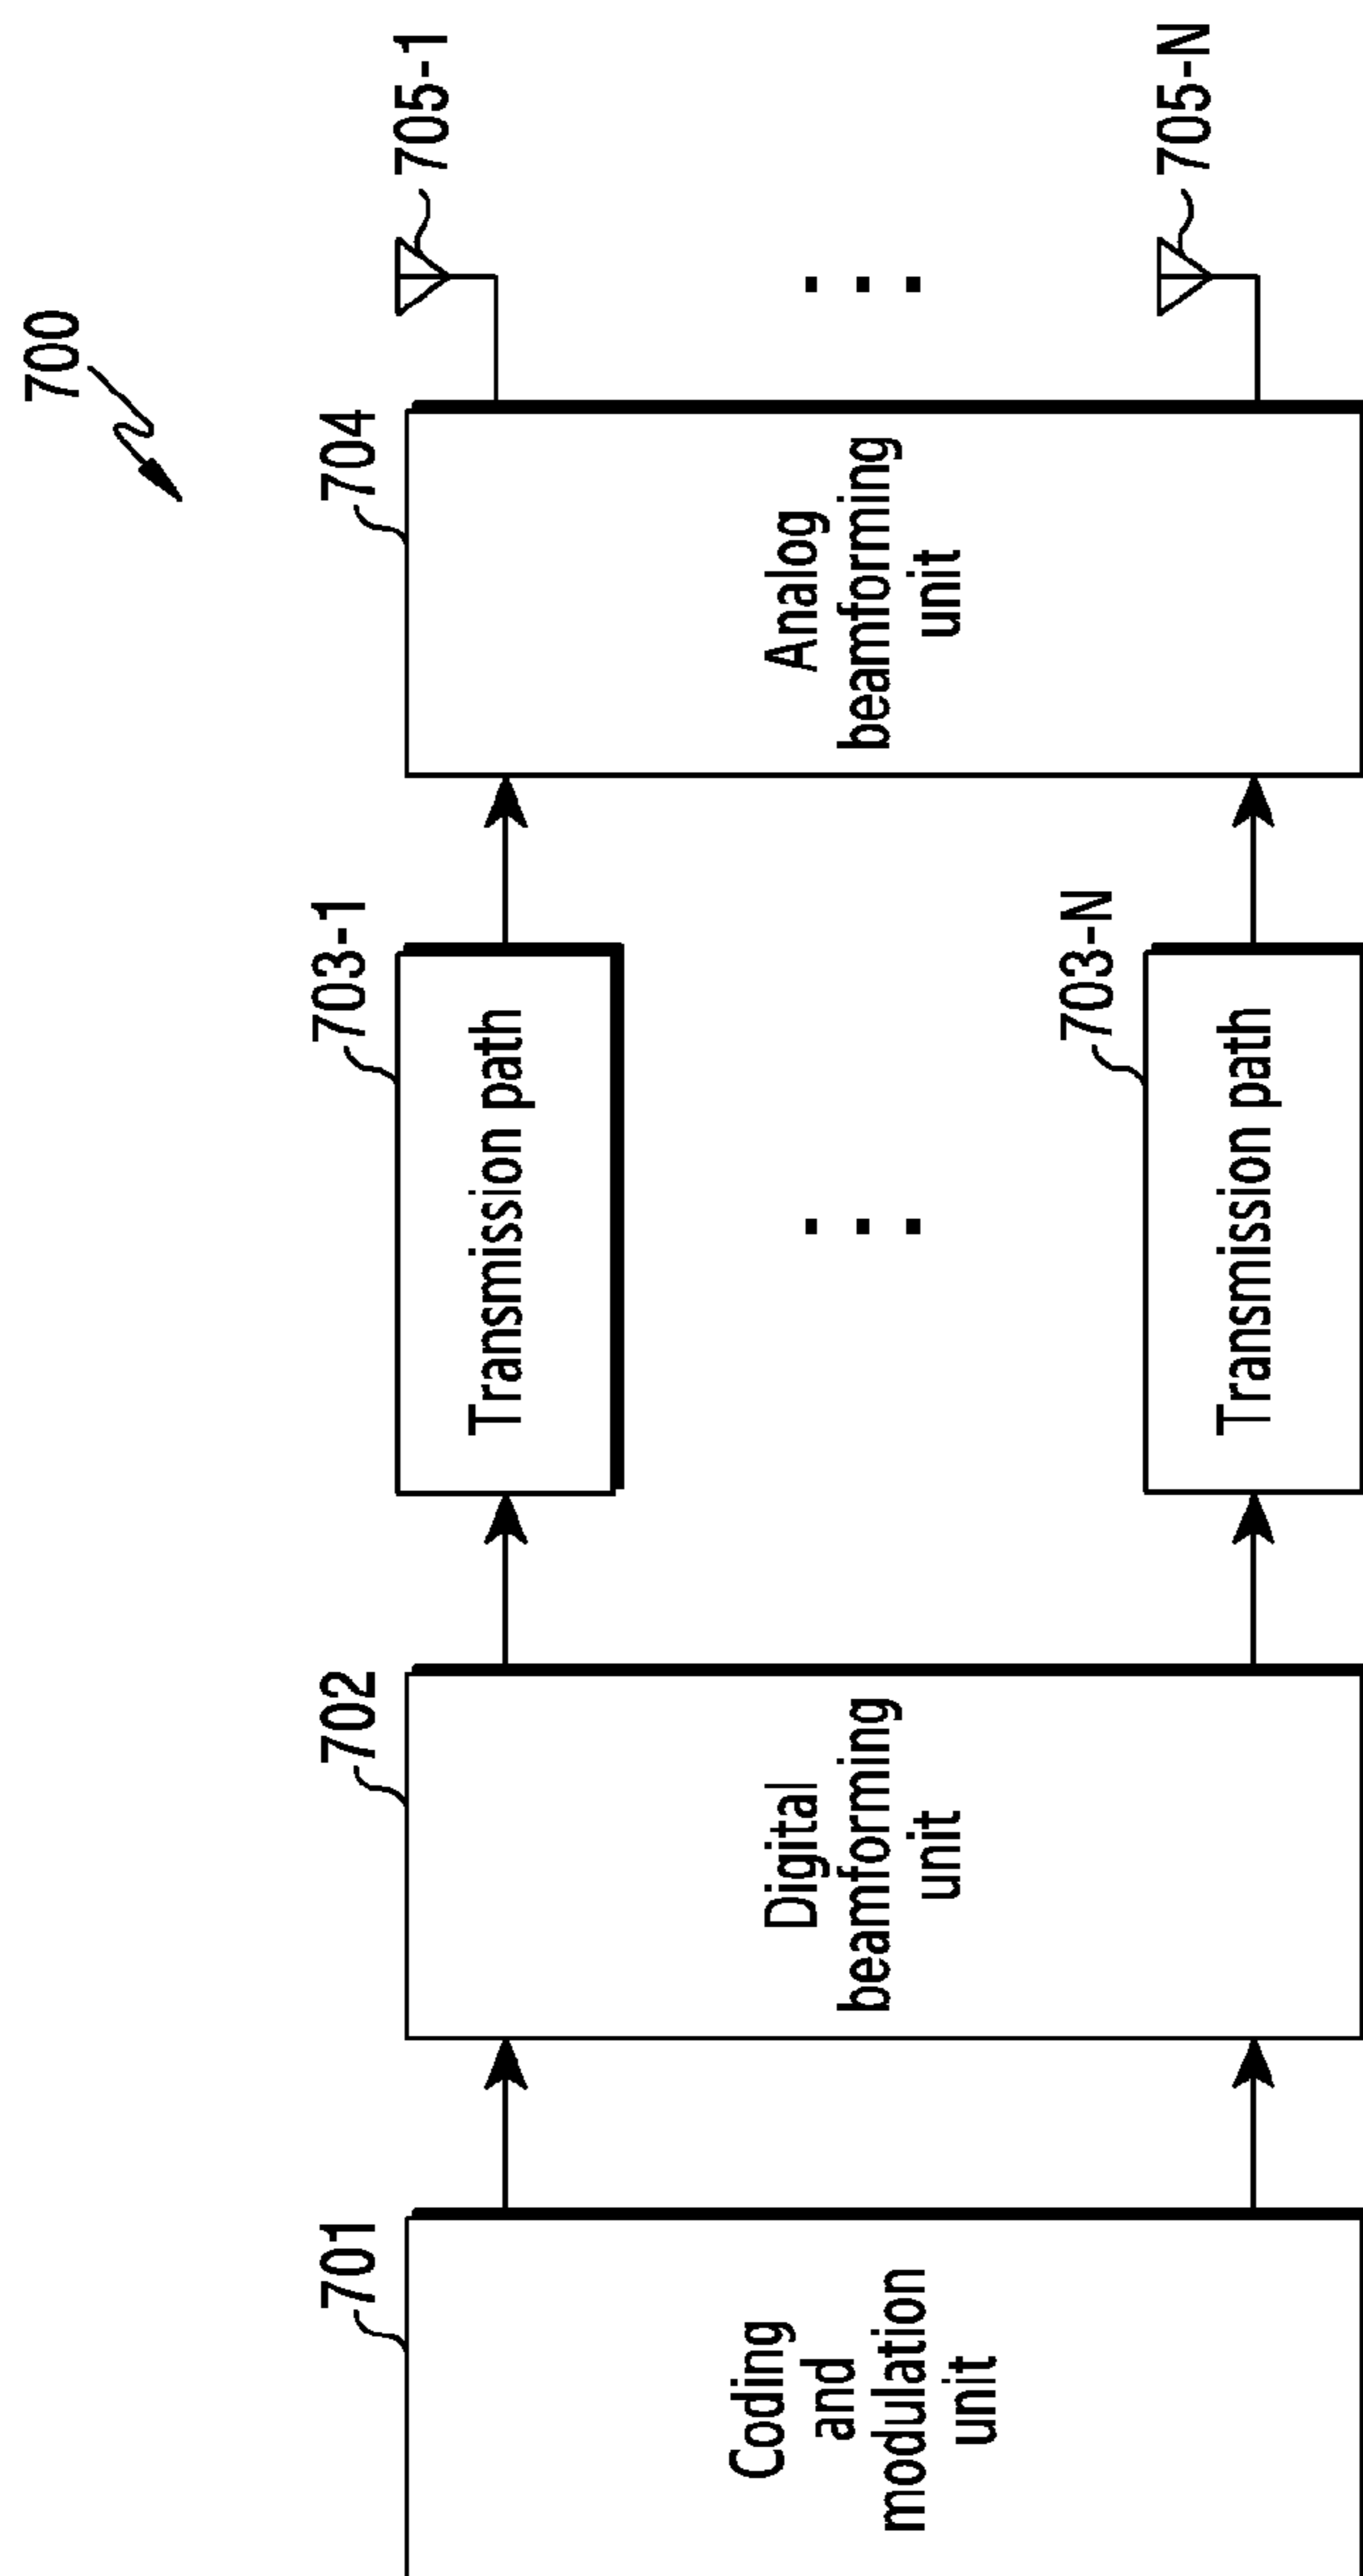 700
701
Coding
and
modulation
unit
702
Digital
beamforming
unit
703-1
Transmission path
703-N
Transmission path
704
Analog
beamforming
unit
705-1
705-N